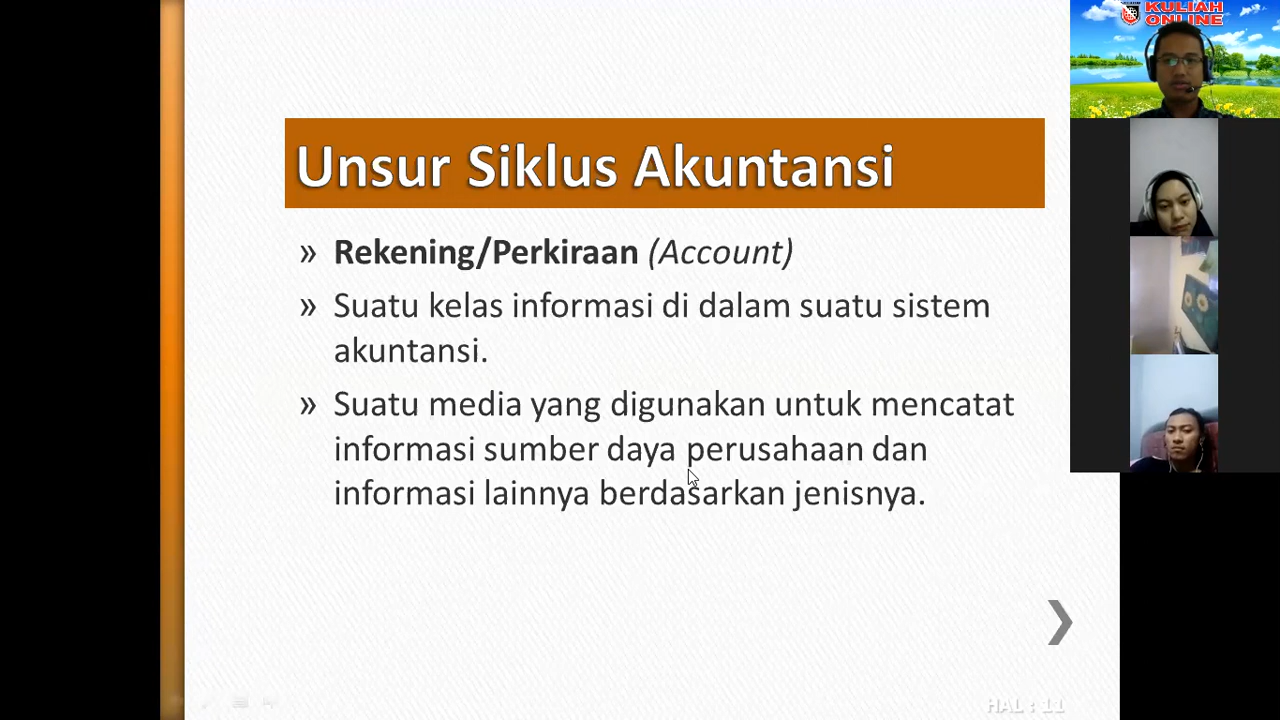 KULIAH
ONLINE
Unsur Siklus Akuntansi
» Rekening/Perkiraan (Account)
» Suatu kelas informasi di dalam suatu sistem
akuntansi.
» Suatu media yang digunakan untuk mencatat
informasi sumber daya perusahaan dan
informasi lainnya berdasarkan jenisnya.
HAL : 11